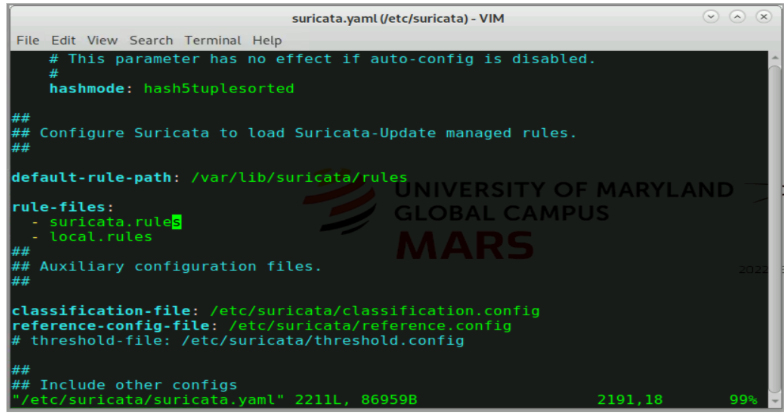 suricata.yaml (/etc/suricata) - VIM
File Edit View Search Terminal Help
# This parameter has no effect if auto-config is disabled.
#
hashmode: hash5tuplesorted
##
## Configure Suricata to load Suricata-Update managed rules.
##
default-rule-path: /var/lib/suricata/rules
UNIVERSITY OF MARYLAND
GLOBAL CAMPUS
MARS
rule-files:
- suricata.rules
- local.rules
##
## Auxiliary configuration files.
##
2022
classification-file: /etc/suricata/classification.config
reference-config-file: /etc/suricata/reference.config
# threshold-file: /etc/suricata/threshold.config
##
## Include other configs
"/etc/suricata/suricata.yaml" 2211L, 86959B 2191,18 99%